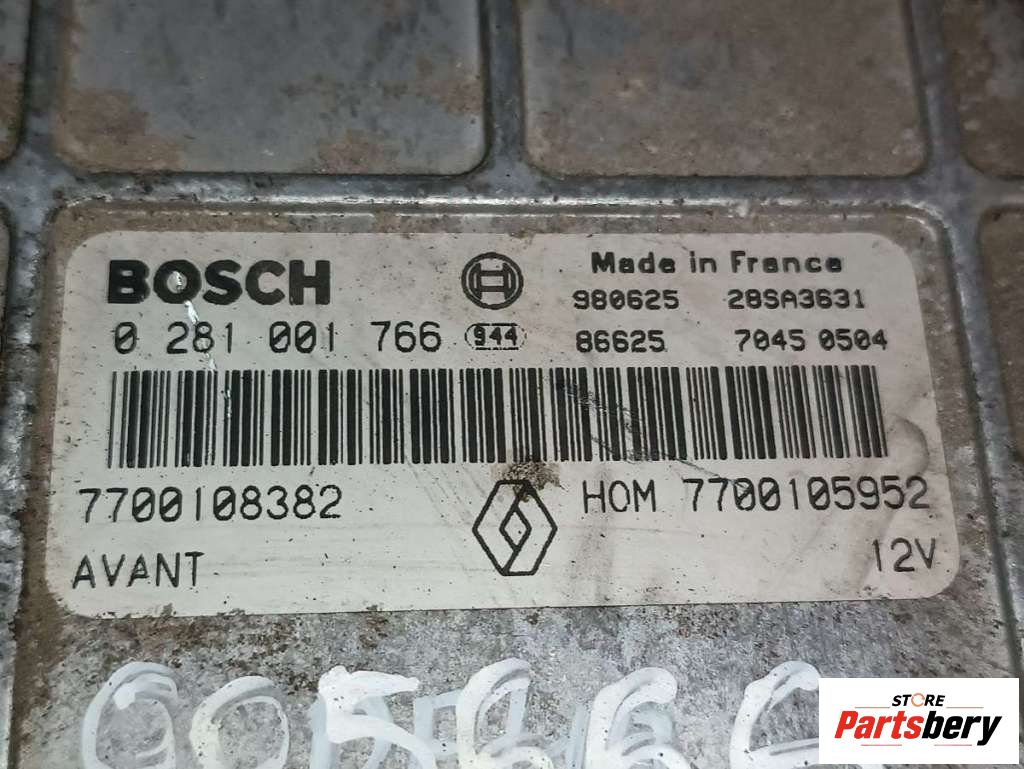 BOSCH
Made in France
980625 28SA3631
0 281 001 766 944
86625 7045 0504
7700108382
HOM 7700105952
AVANT
12V
STORE
Partsbery